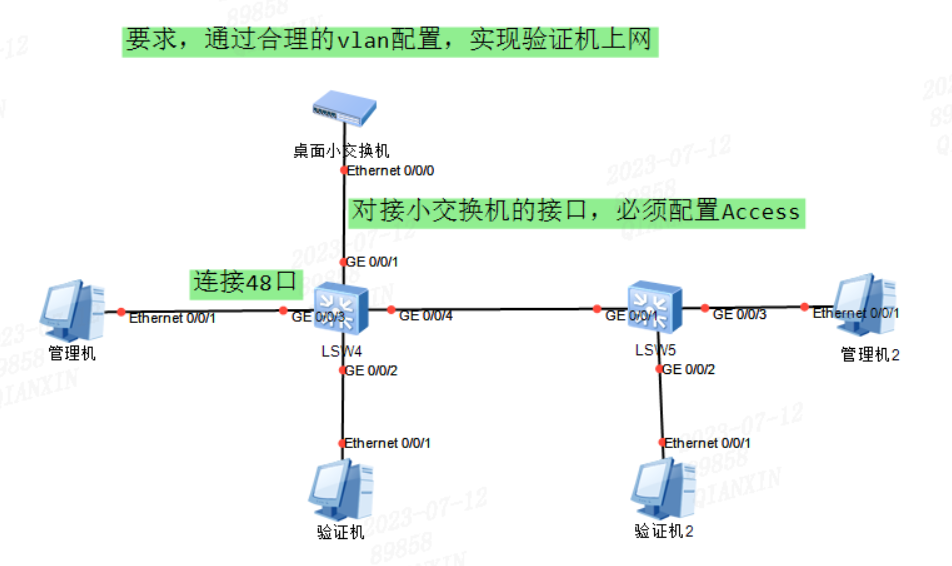 要求，通过合理的vlan配置，实现验证机上网
桌面小交换机
Ethernet 0/0/0
对接小交换机的接口，必须配置Access
GE 0/0/1
连接48口
Ethernet 0/0/1
GE 0/0/3
GE 0/0/4
GE 0/0/1
GE 0/0/3
Ethernet 0/0/1
管理机
LSW4
LSW5
管理机2
GE 0/0/2
GE 0/0/2
Ethernet 0/0/1
Ethernet 0/0/1
验证机
验证机2
2023-07-12
89858
QIANXIN